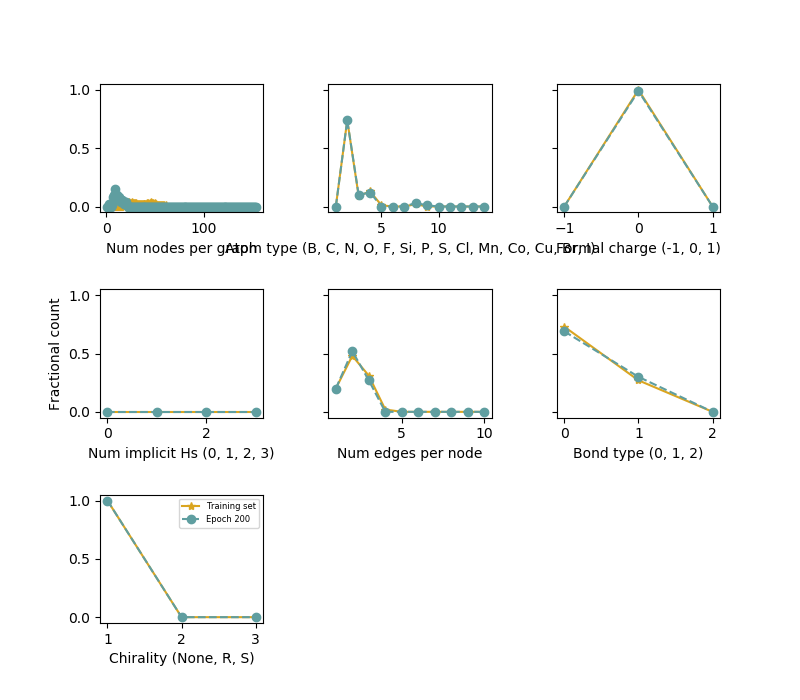 1.0
0.5
0.0
0 100
5 10
−1 0 1
Num nodes per graph
Atom type (B, C, N, O, F, Si, P, S, Cl, Mn, Co, Cu, Br, I)
Formal charge (-1, 0, 1)
Fractional count
1.0
0.5
0.0
0 2
5 10
0 1 2
Num implicit Hs (0, 1, 2, 3)
Num edges per node
Bond type (0, 1, 2)
1.0
0.5
0.0
Training set
Epoch 200
1 2 3
Chirality (None, R, S)